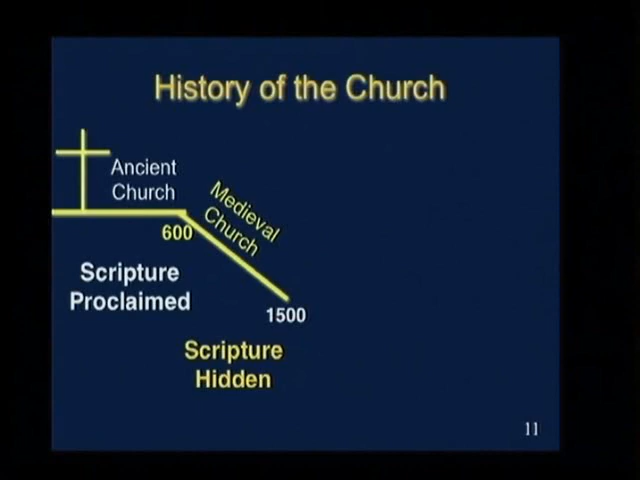 History of the Church
Ancient
Church
Medieval
Church
600
Scripture
Proclaimed
1500
Scripture
Hidden
11